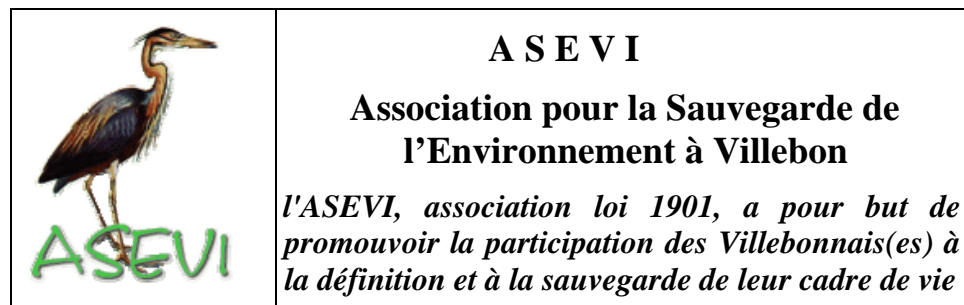 ASEVI
A S E V I
Association pour la Sauvegarde de
l’Environnement à Villebon
l'ASEVI, association loi 1901, a pour but de
promouvoir la participation des Villebonnais(es) à
la définition et à la sauvegarde de leur cadre de vie